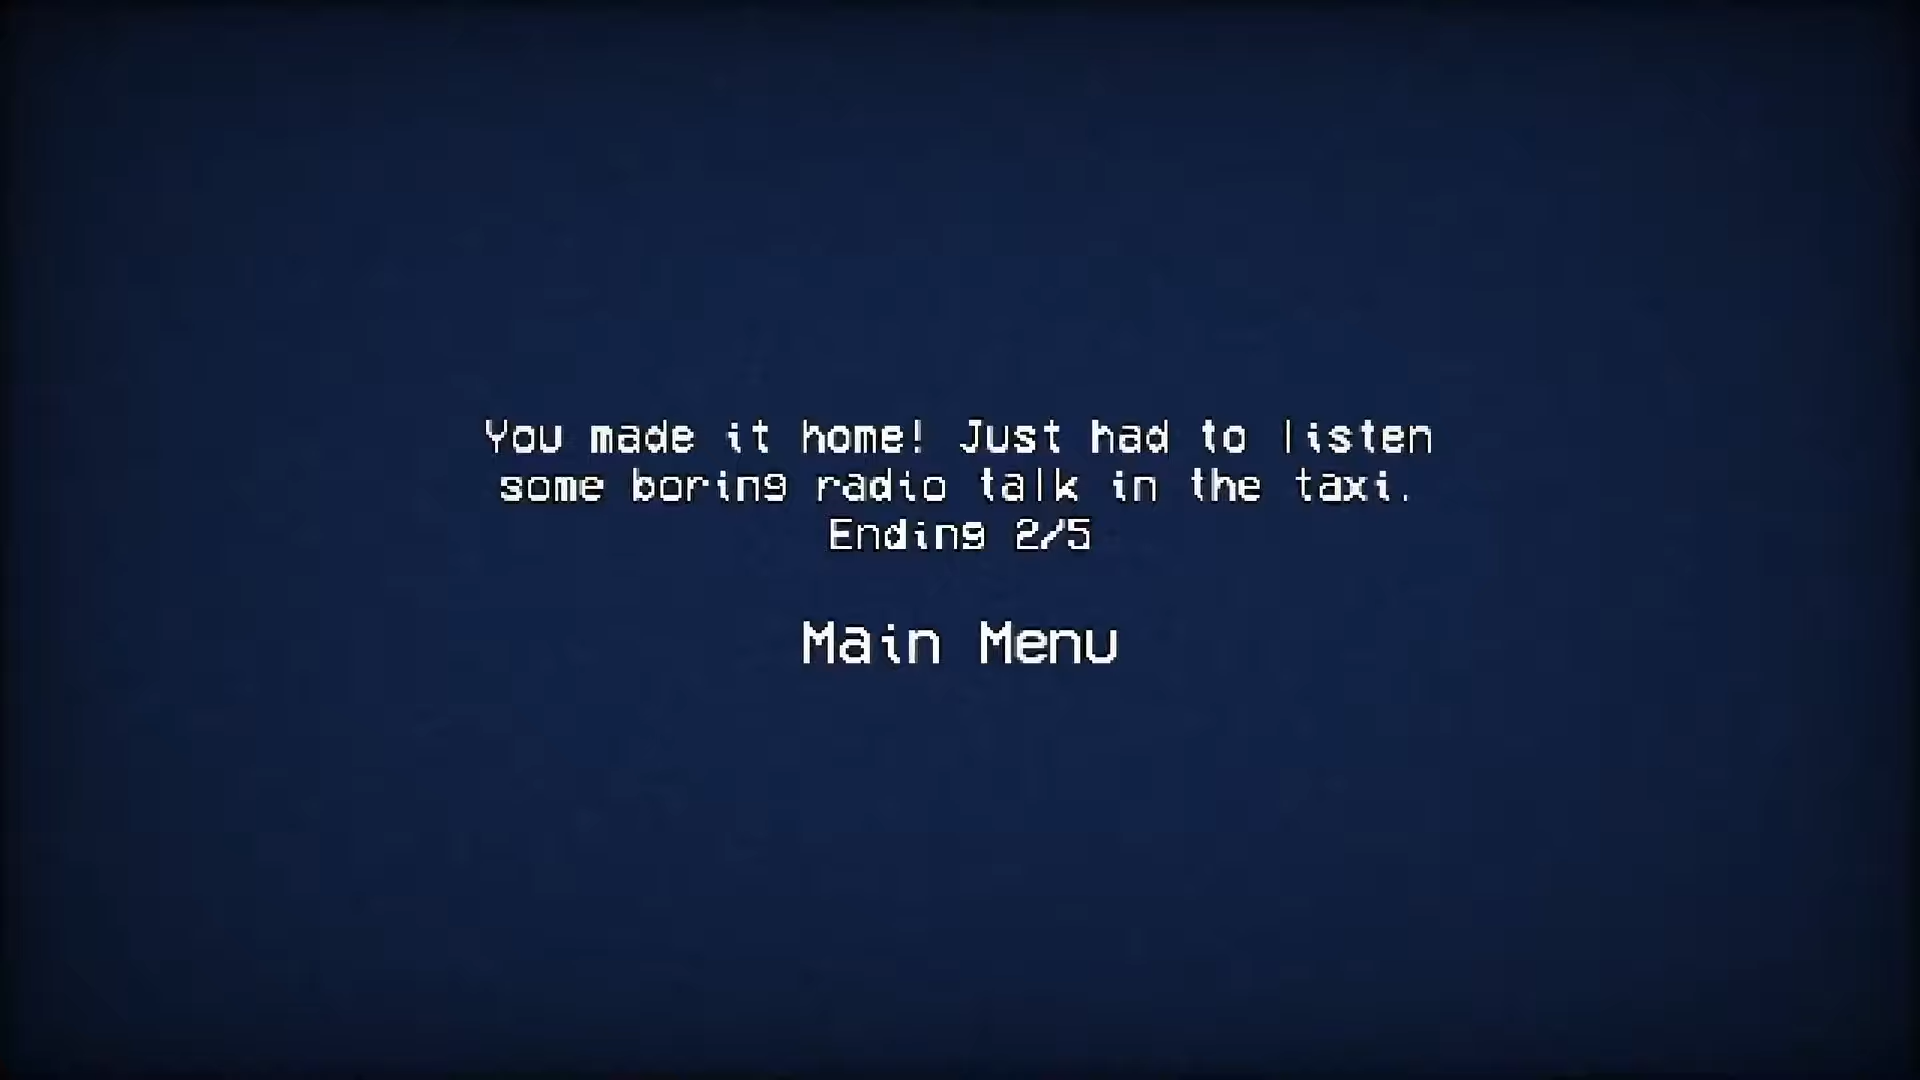 You made it home! Just had to listen
some boring radio talk in the taxi.
Ending 2/5
Main Menu